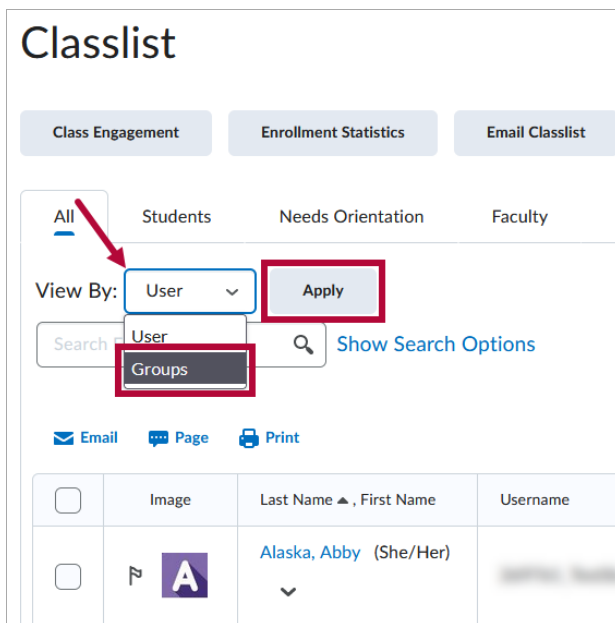 Classlist
Class Engagement Enrollment Statistics Email Classlist
All Students Needs Orientation Faculty
View By: User Apply
Search Show Search Options
User
Groups
Email Page Print
Image Last Name , First Name Username
A Alaska, Abby (She/Her)